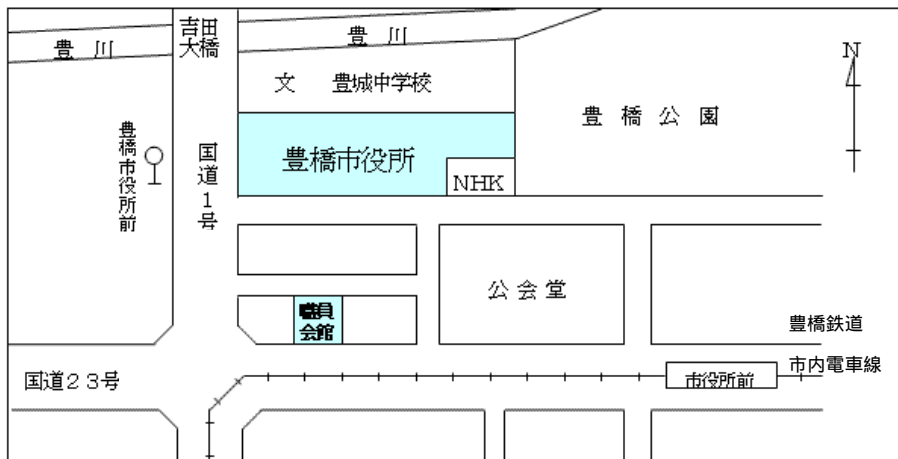 吉田
大橋
豊 川
豊 川
N
文 豊城中学校
豊 橋 公 園
豊橋市役所前
国道1号
豊橋市役所
NHK
公 会 堂
職員
会館
豊橋鉄道
市内電車線
国道23号
市役所前